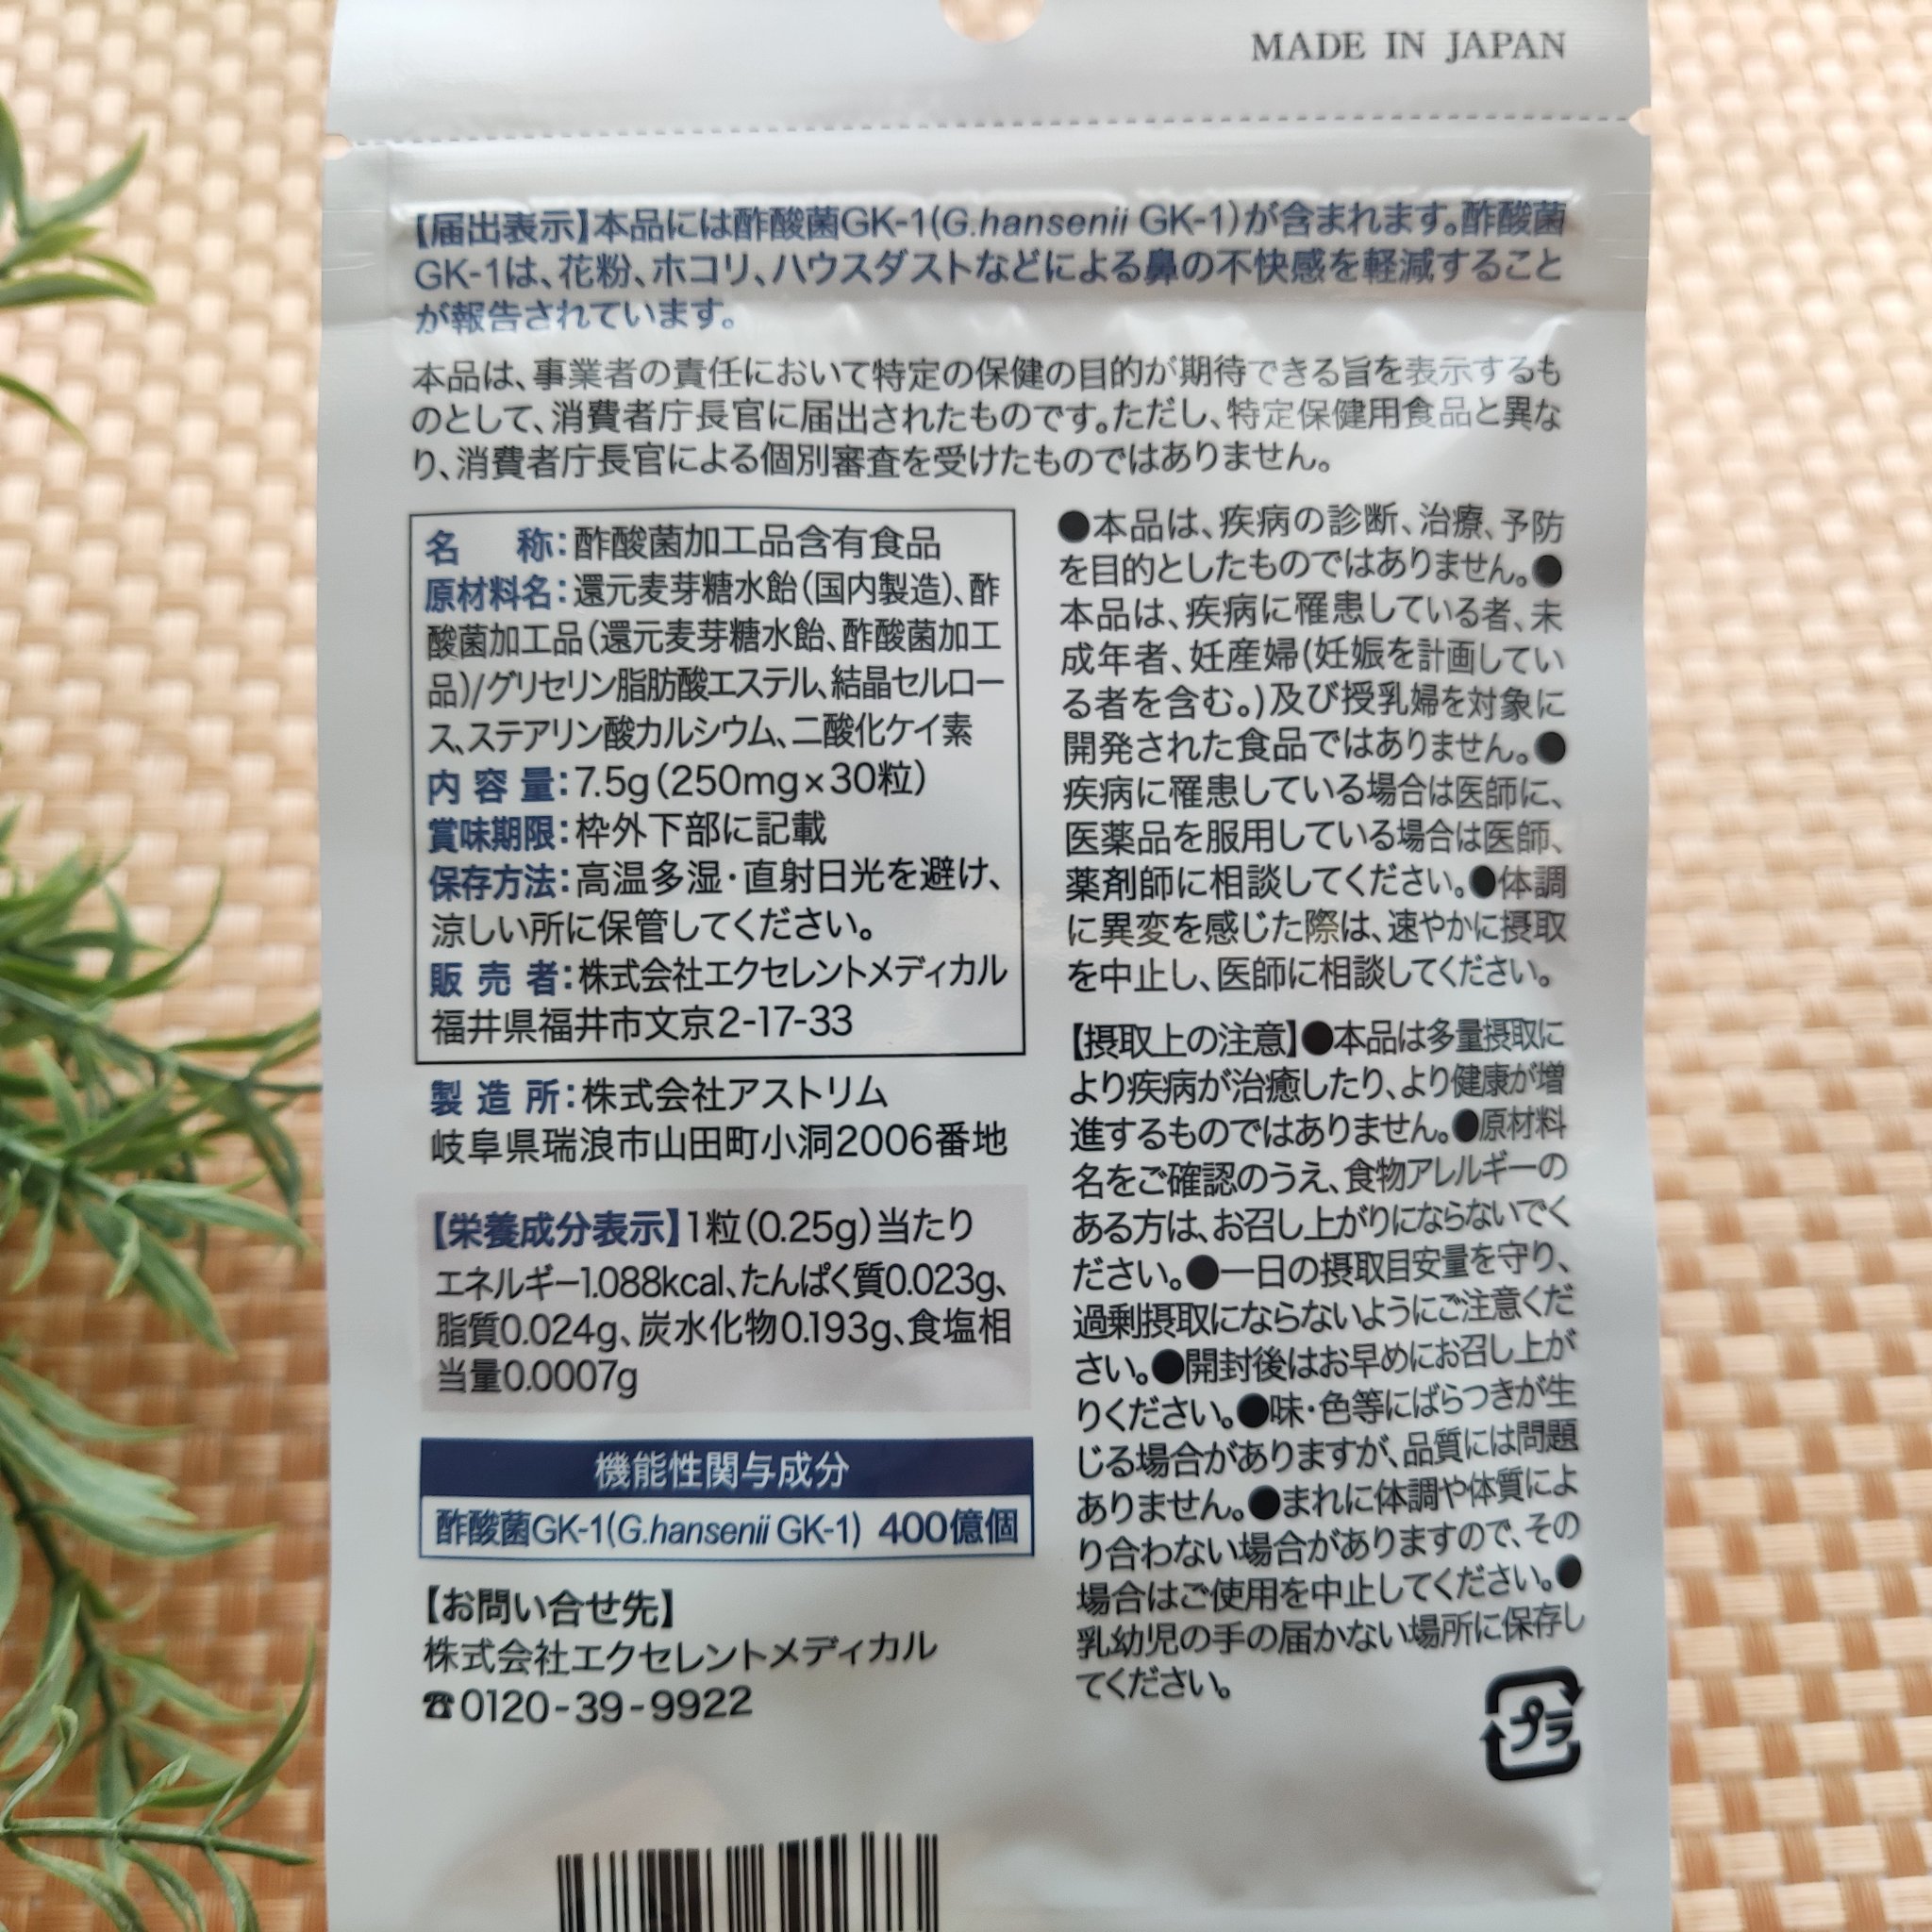 MADE IN JAPAN
【届出表示】本品には酢酸菌GK-1(G.hansenii GK-1)が含まれます。酢酸菌
GK-1は、花粉、ホコリ、ハウスダストなどによる鼻の不快感を軽減すること
が報告されています。
本品は、事業者の責任において特定の保健の目的が期待できる旨を表示するも
のとして、消費者庁長官に届出されたものです。ただし、特定保健用食品と異な
り、消費者庁長官による個別審査を受けたものではありません。
名 称:酢酸菌加工品含有食品
原材料名:還元麦芽糖水飴(国内製造)、酢
酸菌加工品(還元麦芽糖水飴、酢酸菌加工
品)/グリセリン脂肪酸エステル、結晶セルロー
ス、ステアリン酸カルシウム、二酸化ケイ素
内 容 量:7.5g(250mg×30粒)
賞味期限:枠外下部に記載
保存方法:高温多湿・直射日光を避け、
涼しい所に保管してください。
販 売 者:株式会社エクセレントメディカル
福井県福井市文京2-17-33
製 造 所:株式会社アストリム
岐阜県瑞浪市山田町小洞2006番地
【栄養成分表示】1粒(0.25g)当たり
エネルギー1.088kcal、たんぱく質0.023g、
脂質0.024g、炭水化物0.193g、食塩相
当量0.0007g
機能性関与成分
酢酸菌GK-1(G.hansenii GK-1) 400億個
【お問い合せ先】
株式会社エクセレントメディカル
☎0120-39-9922
●本品は、疾病の診断、治療、予防
を目的としたものではありません。●
本品は、疾病に罹患している者、未
成年者、妊産婦(妊娠を計画してい
る者を含む。)及び授乳婦を対象に
開発された食品ではありません。●
疾病に罹患している場合は医師に、
医薬品を服用している場合は医師、
薬剤師に相談してください。●体調
に異変を感じた際は、速やかに摂取
を中止し、医師に相談してください。
【摂取上の注意】●本品は多量摂取に
より疾病が治癒したり、より健康が増
進するものではありません。●原材料
名をご確認のうえ、食物アレルギーの
ある方は、お召し上がりにならないでく
ださい。●一日の摂取目安量を守り、
過剰摂取にならないようにご注意くだ
さい。●開封後はお早めにお召し上が
りください。●味・色等にばらつきが生
じる場合がありますが、品質には問題
ありません。●まれに体調や体質によ
り合わない場合がありますので、その
場合はご使用を中止してください。●
乳幼児の手の届かない場所に保存し
てください。
プラ